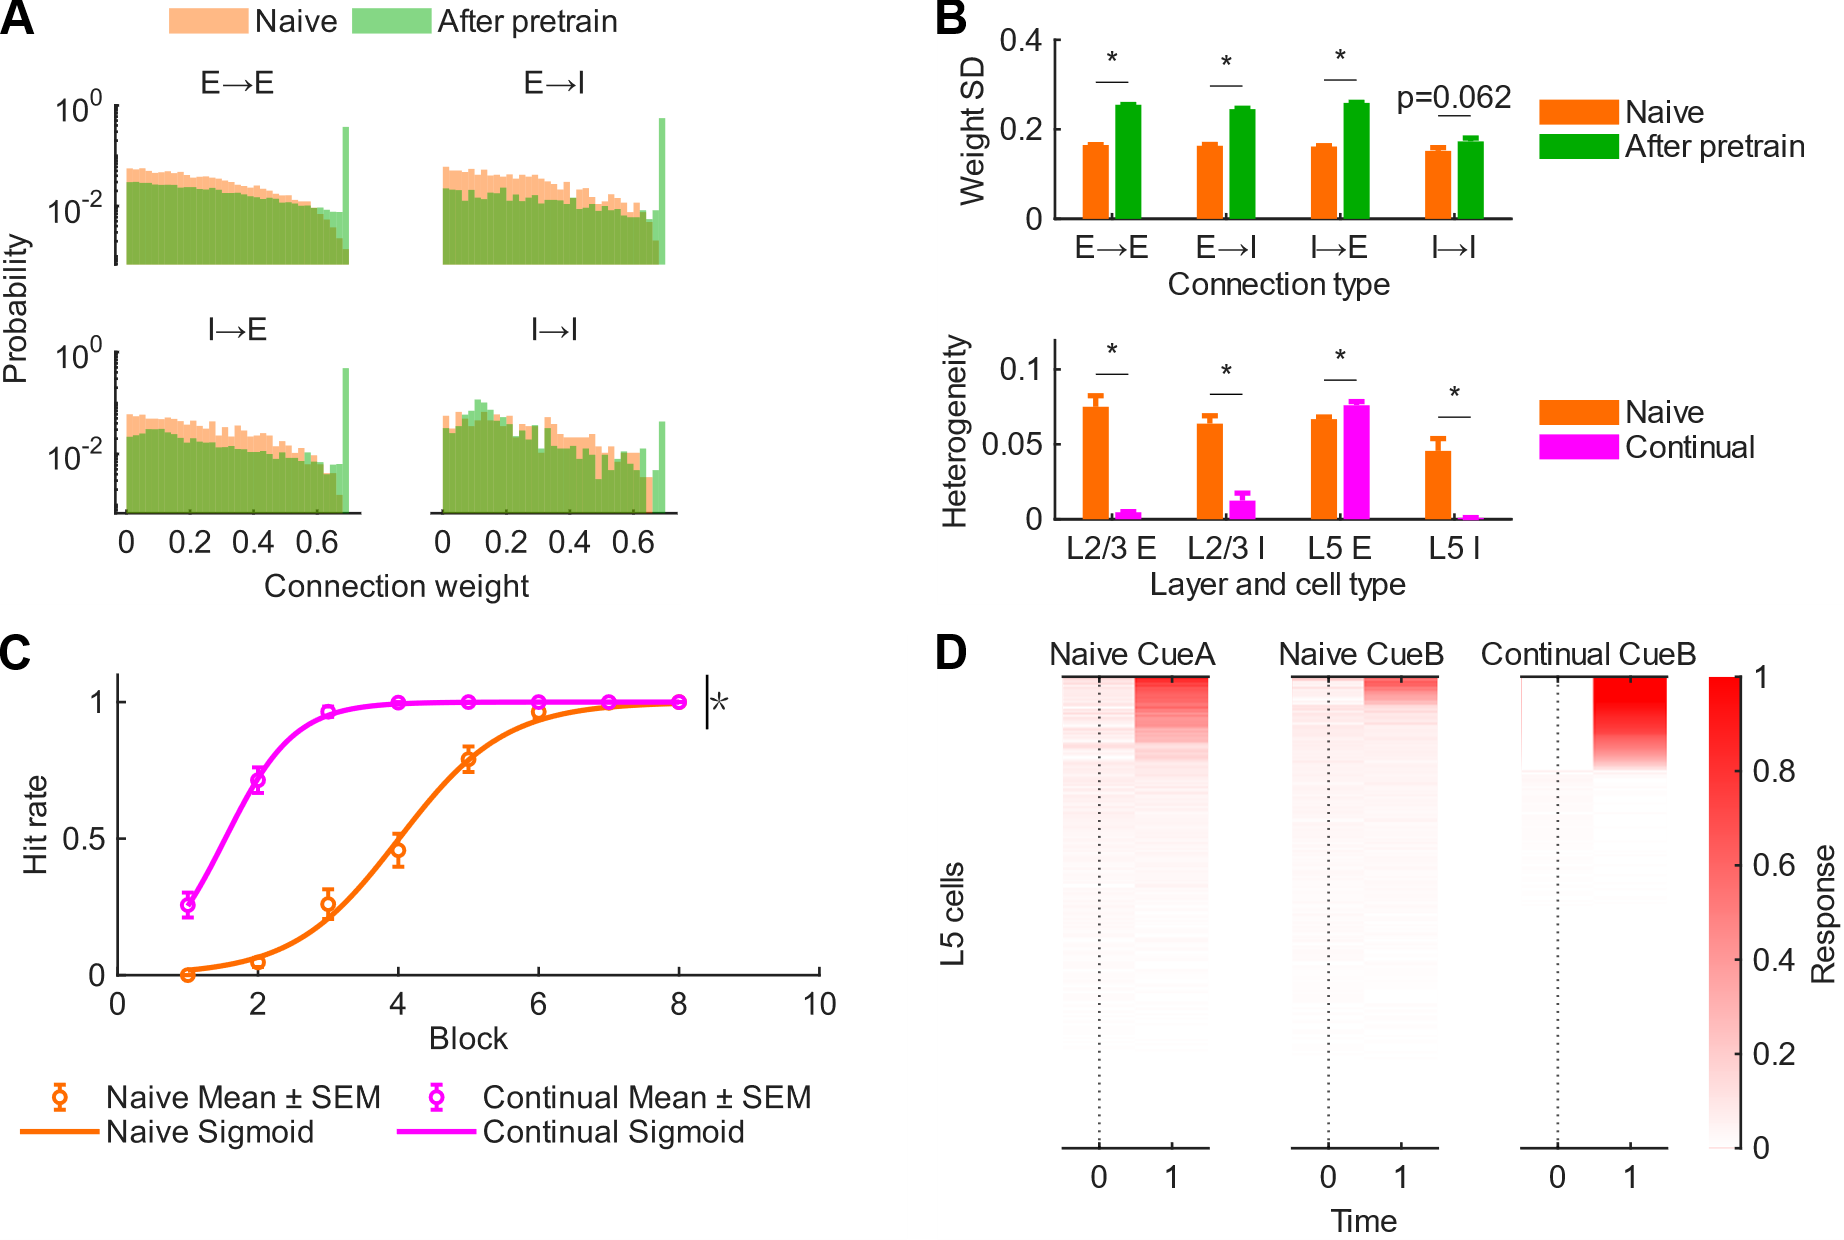 A
Naive
After pretrain
E→E
E→I
10⁰
10⁻²
I→E
I→I
10⁰
10⁻²
Probability
0 0.2 0.4 0.6
0 0.2 0.4 0.6
Connection weight
B
0.4
0.2
0
Weight SD
*
*
*
p=0.062
E→E E→I I→E I→I
Connection type
Naive
After pretrain
0.1
0.05
0
Heterogeneity
*
*
*
*
L2/3 E L2/3 I L5 E L5 I
Layer and cell type
Naive
Continual
C
1
0.5
0
Hit rate
*
0 2 4 6 8 10
Block
Naive Mean ± SEM
Continual Mean ± SEM
Naive Sigmoid
Continual Sigmoid
D
Naive CueA
Naive CueB
Continual CueB
L5 cells
0 1
0 1
0 1
Time
1
0.8
0.6
0.4
0.2
0
Response